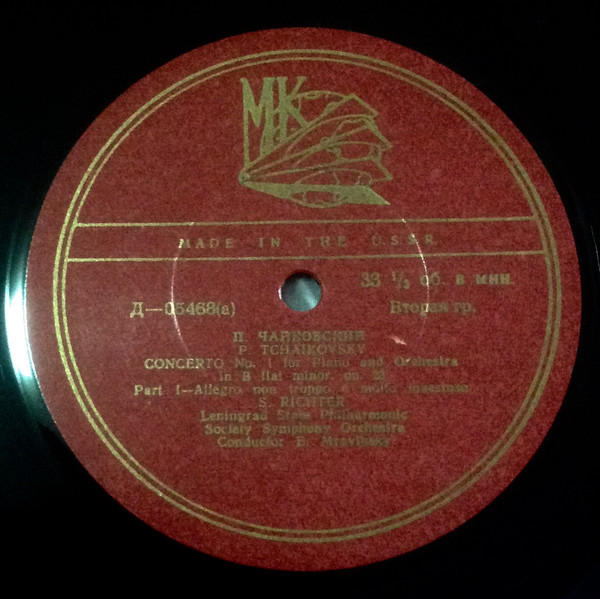 МК
MADE IN THE U.S.S.R.
33 1/3 об. в мин.
Д—05468(а) Вторая гр.
П. ЧАЙКОВСКИЙ
P. TCHAIKOVSKY
CONCERTO No. 1 for Piano and Orchestra
in B flat minor, op. 23
Part I—Allegro non troppo e molto maestoso
S. RICHTER
Leningrad State Philharmonic
Society Symphony Orchestra
Conductor E. Mravinsky